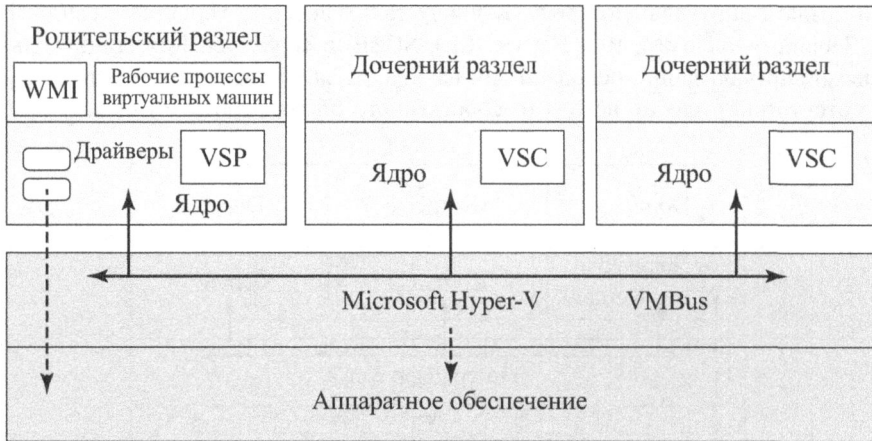 Родительский раздел
WMI
Рабочие процессы
виртуальных машин
Драйверы
VSP
Ядро
Дочерний раздел
Ядро
VSC
Дочерний раздел
Ядро
VSC
Microsoft Hyper-V
VMBus
Аппаратное обеспечение